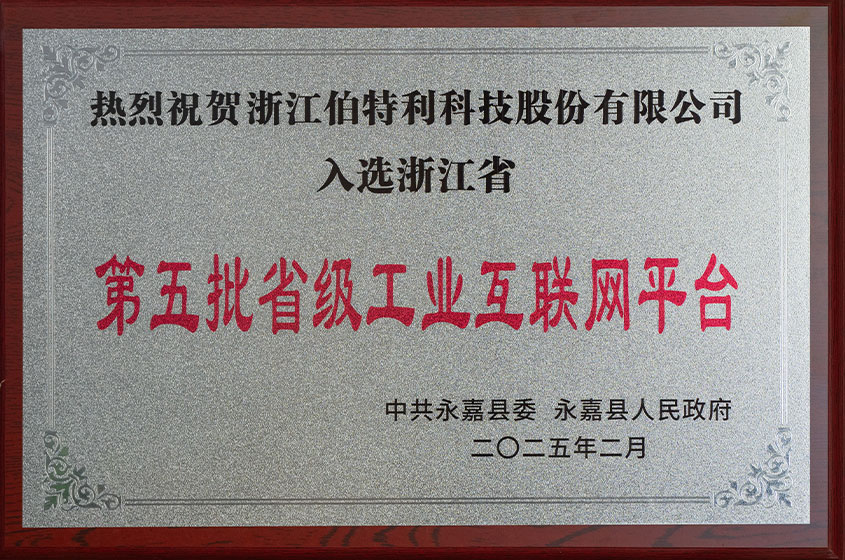 热烈祝贺浙江伯特利科技股份有限公司
入选浙江省
第五批省级工业互联网平台
中共永嘉县委 永嘉县人民政府
二〇二五年二月